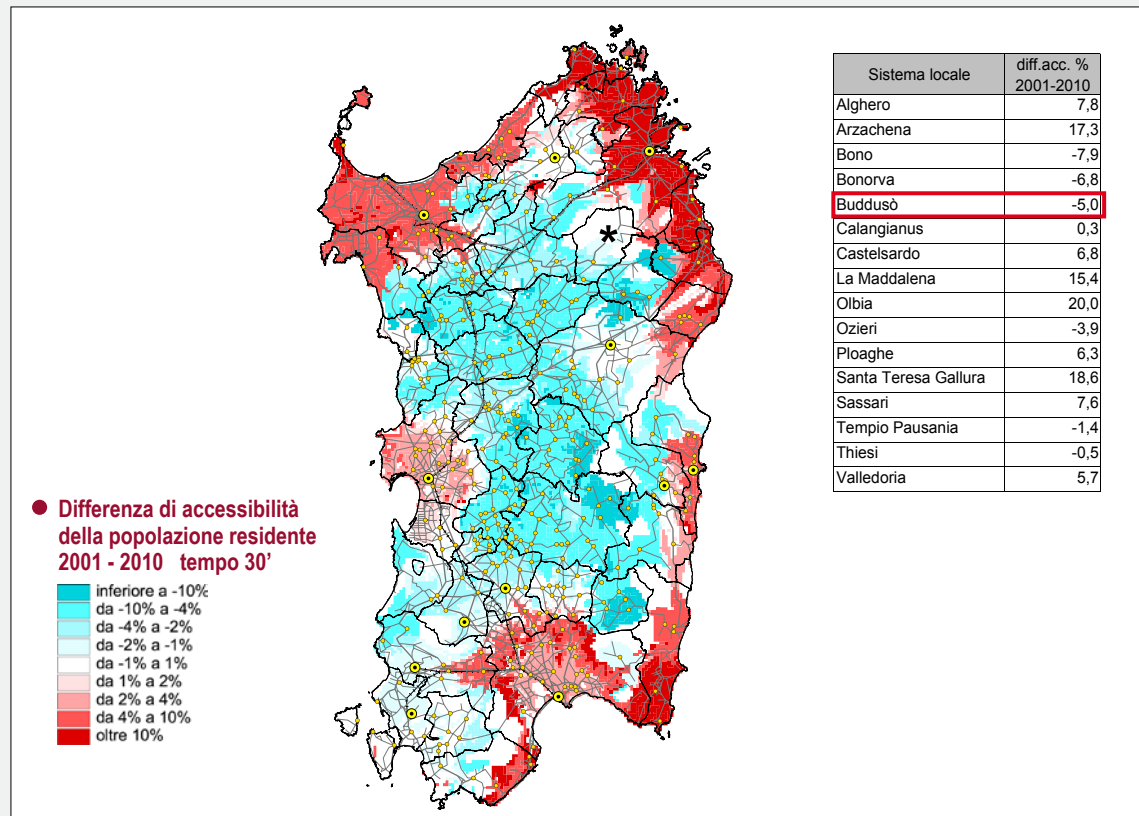 Sistema locale diff.acc. % 2001-2010
Alghero 7,8
Arzachena 17,3
Bono -7,9
Bonorva -6,8
Buddusò -5,0
Calangianus 0,3
Castelsardo 6,8
La Maddalena 15,4
Olbia 20,0
Ozieri -3,9
Ploaghe 6,3
Santa Teresa Gallura 18,6
Sassari 7,6
Tempio Pausania -1,4
Thiesi -0,5
Valledoria 5,7
*
● Differenza di accessibilità
della popolazione residente
2001 - 2010 tempo 30’
inferiore a -10%
da -10% a -4%
da -4% a -2%
da -2% a -1%
da -1% a 1%
da 1% a 2%
da 2% a 4%
da 4% a 10%
oltre 10%